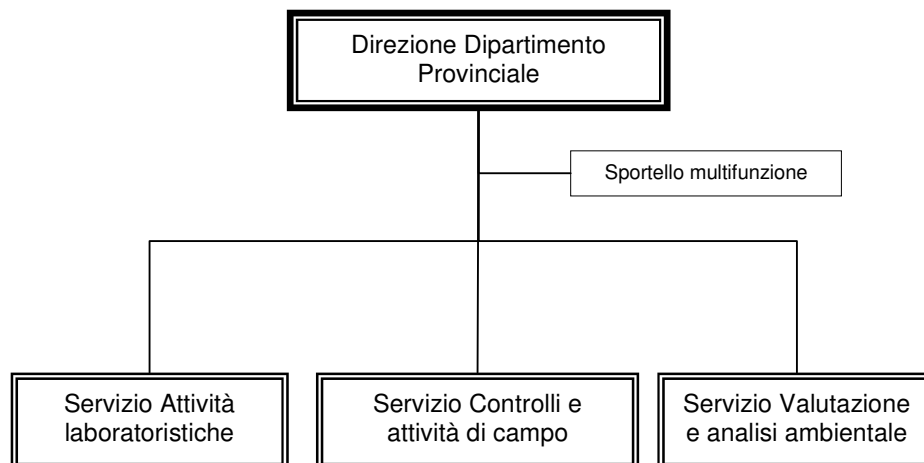 Direzione Dipartimento
Provinciale
Sportello multifunzione
Servizio Attività
laboratoristiche
Servizio Controlli e
attività di campo
Servizio Valutazione
e analisi ambientale